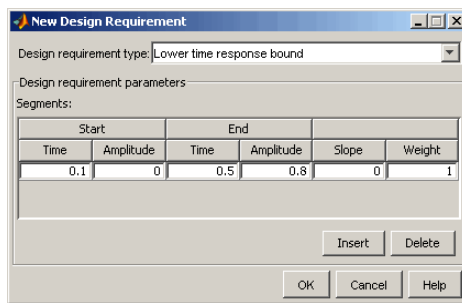 New Design Requirement
Design requirement type: Lower time response bound
Design requirement parameters
Segments:
Start End
Time Amplitude Time Amplitude Slope Weight
0.1 0 0.5 0.8 0 1
Insert Delete
OK Cancel Help